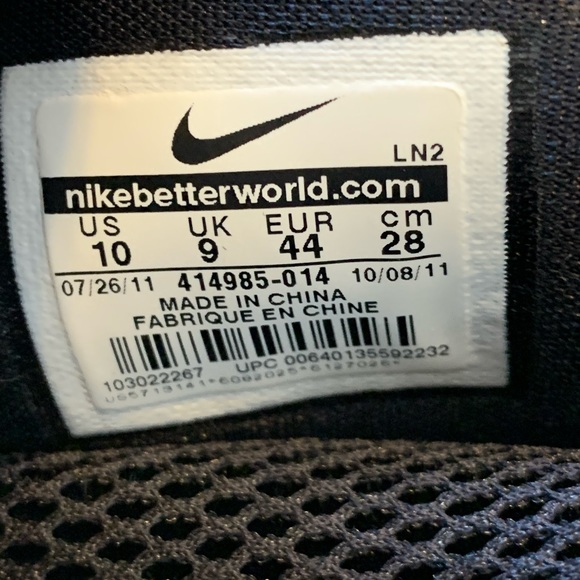 LN2
nikebetterworld.com
US UK EUR cm
10 9 44 28
07/26/11 414985-014 10/08/11
MADE IN CHINA
FABRIQUE EN CHINE
103022267 UPC 00640135592232